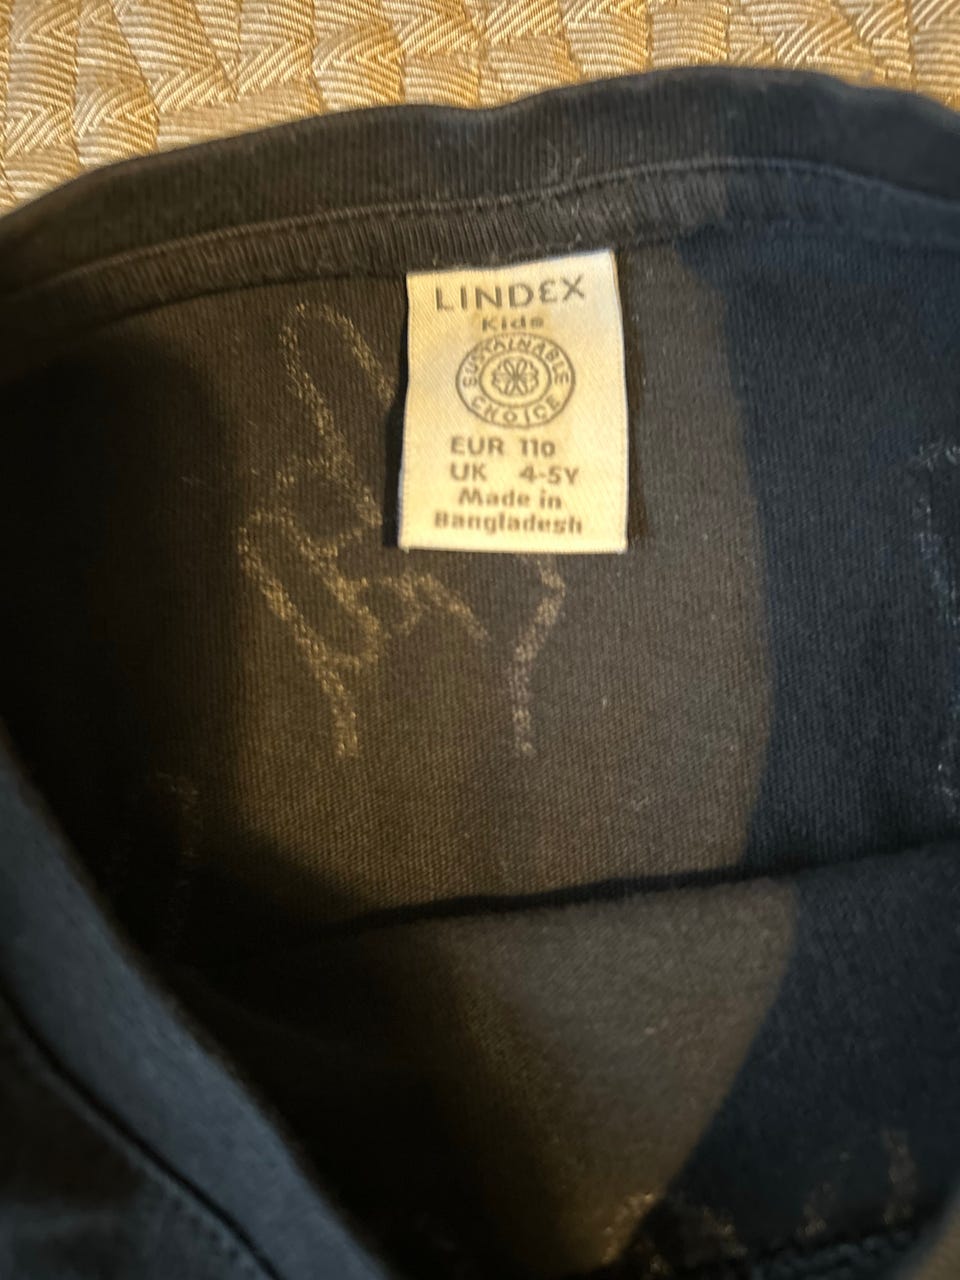 LINDEX
Kids
SUSTAINABLE
CHOICE
EUR 110
UK 4-5Y
Made in
Bangladesh